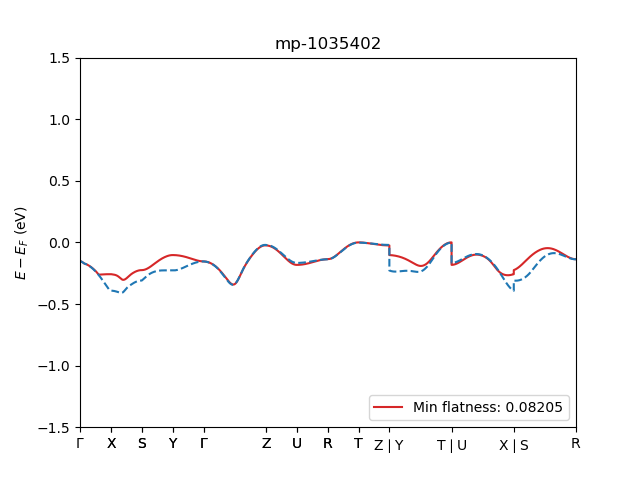 mp-1035402
E − E_F (eV)
1.5
1.0
0.5
0.0
−0.5
−1.0
−1.5
Min flatness: 0.08205
Γ X S Y Γ Z U R T Z | Y T | U X | S R